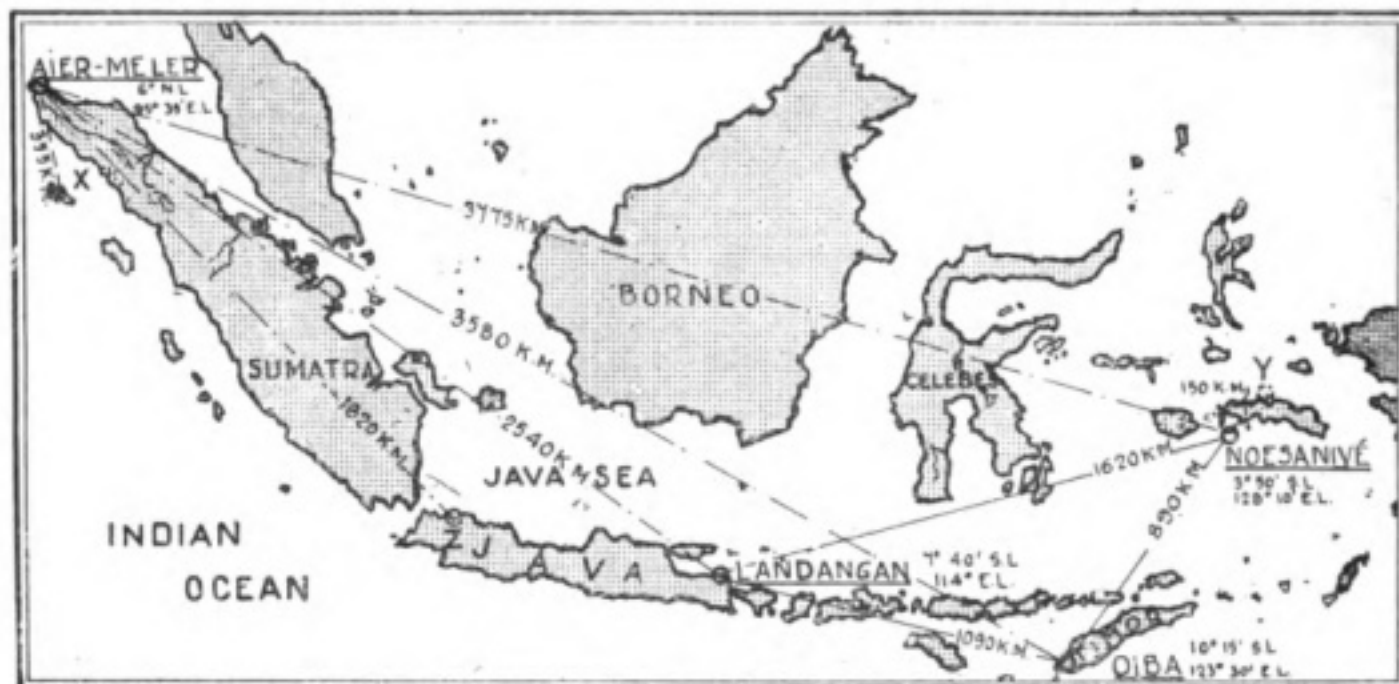 AIER-MELER
6° N.L
95° 35' E.L.
X
3775 K.M.
BORNEO
3580 K.M.
SUMATRA
CELEBES
Y
150 K.M.
1820 KM.
2540 KM.
1620 KM.
NOESANIVÉ
3° 50' S.L
128° 10' E.L.
JAVA SEA
890 KM.
INDIAN
OCEAN
Z JAVA
LANDANGAN
7° 40' S.L
114° E.L.
1090 KM.
OIBA
10° 15' S.L
123° 30' E.L.